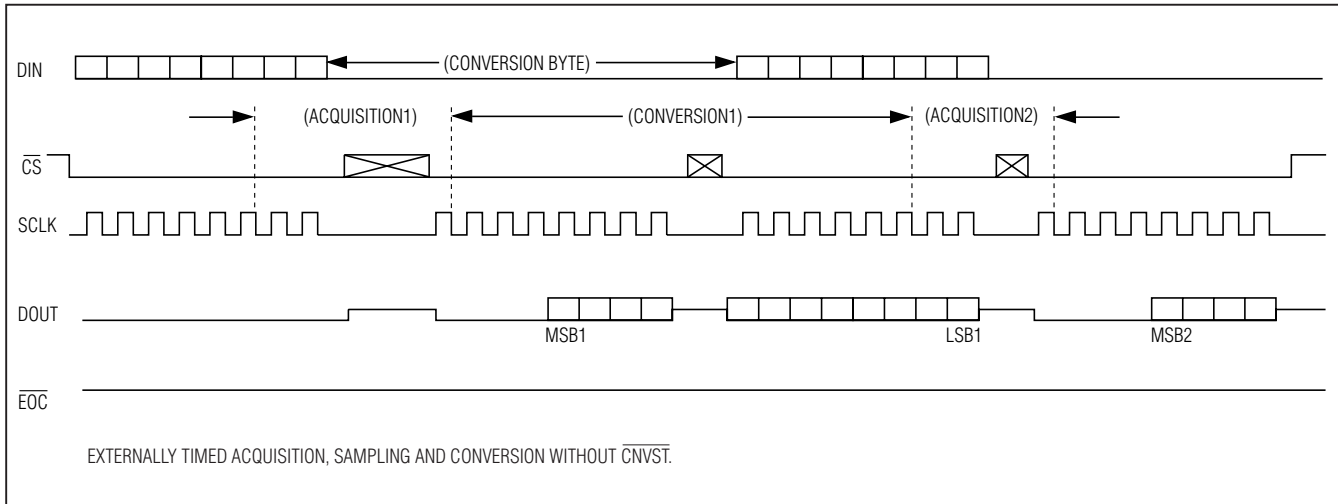 DIN
(CONVERSION BYTE)
(ACQUISITION1)
(CONVERSION1)
(ACQUISITION2)
CS
SCLK
DOUT
MSB1
LSB1
MSB2
EOC
EXTERNALLY TIMED ACQUISITION, SAMPLING AND CONVERSION WITHOUT CNVST.